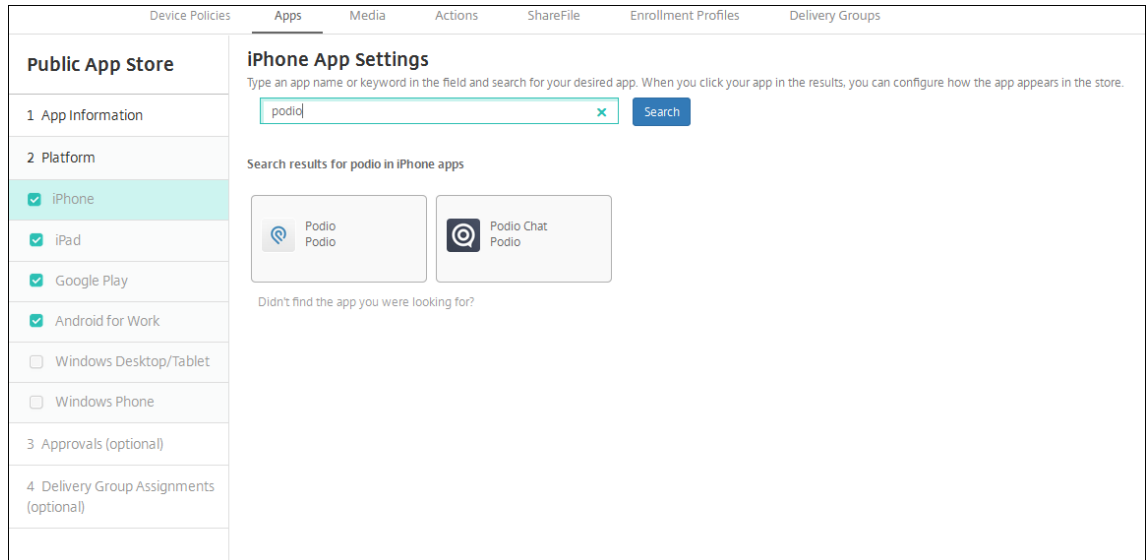 Device Policies Apps Media Actions ShareFile Enrollment Profiles Delivery Groups
Public App Store
1 App Information
2 Platform
iPhone
iPad
Google Play
Android for Work
Windows Desktop/Tablet
Windows Phone
3 Approvals (optional)
4 Delivery Group Assignments
(optional)
iPhone App Settings
Type an app name or keyword in the field and search for your desired app. When you click your app in the results, you can configure how the app appears in the store.
podio
Search
Search results for podio in iPhone apps
Podio
Podio
Podio Chat
Podio
Didn't find the app you were looking for?